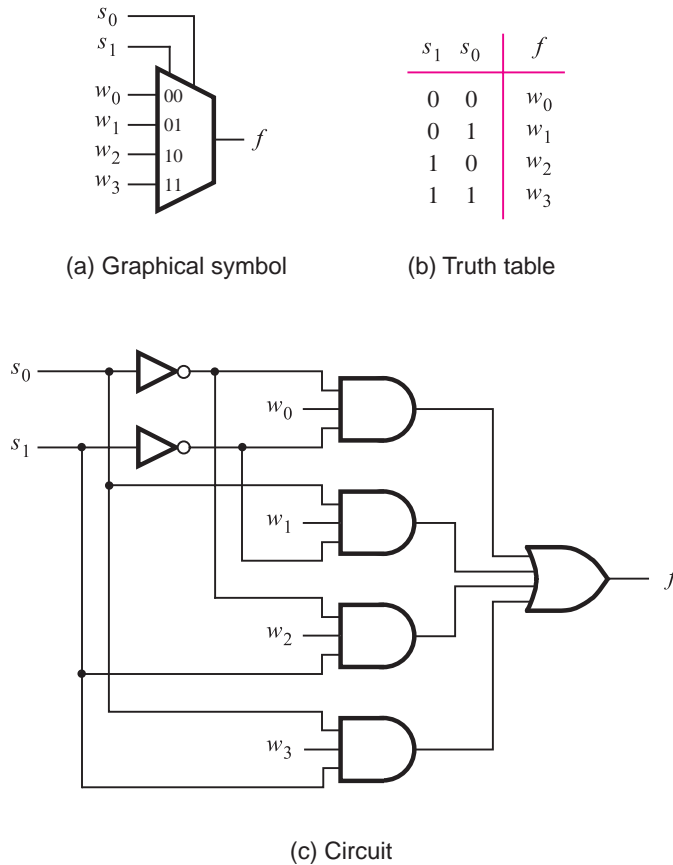 s0
s1
w0 00
w1 01
w2 10
w3 11
f
(a) Graphical symbol
s1 s0 f
0 0 w0
0 1 w1
1 0 w2
1 1 w3
(b) Truth table
s0
w0
s1
w1
f
w2
w3
(c) Circuit